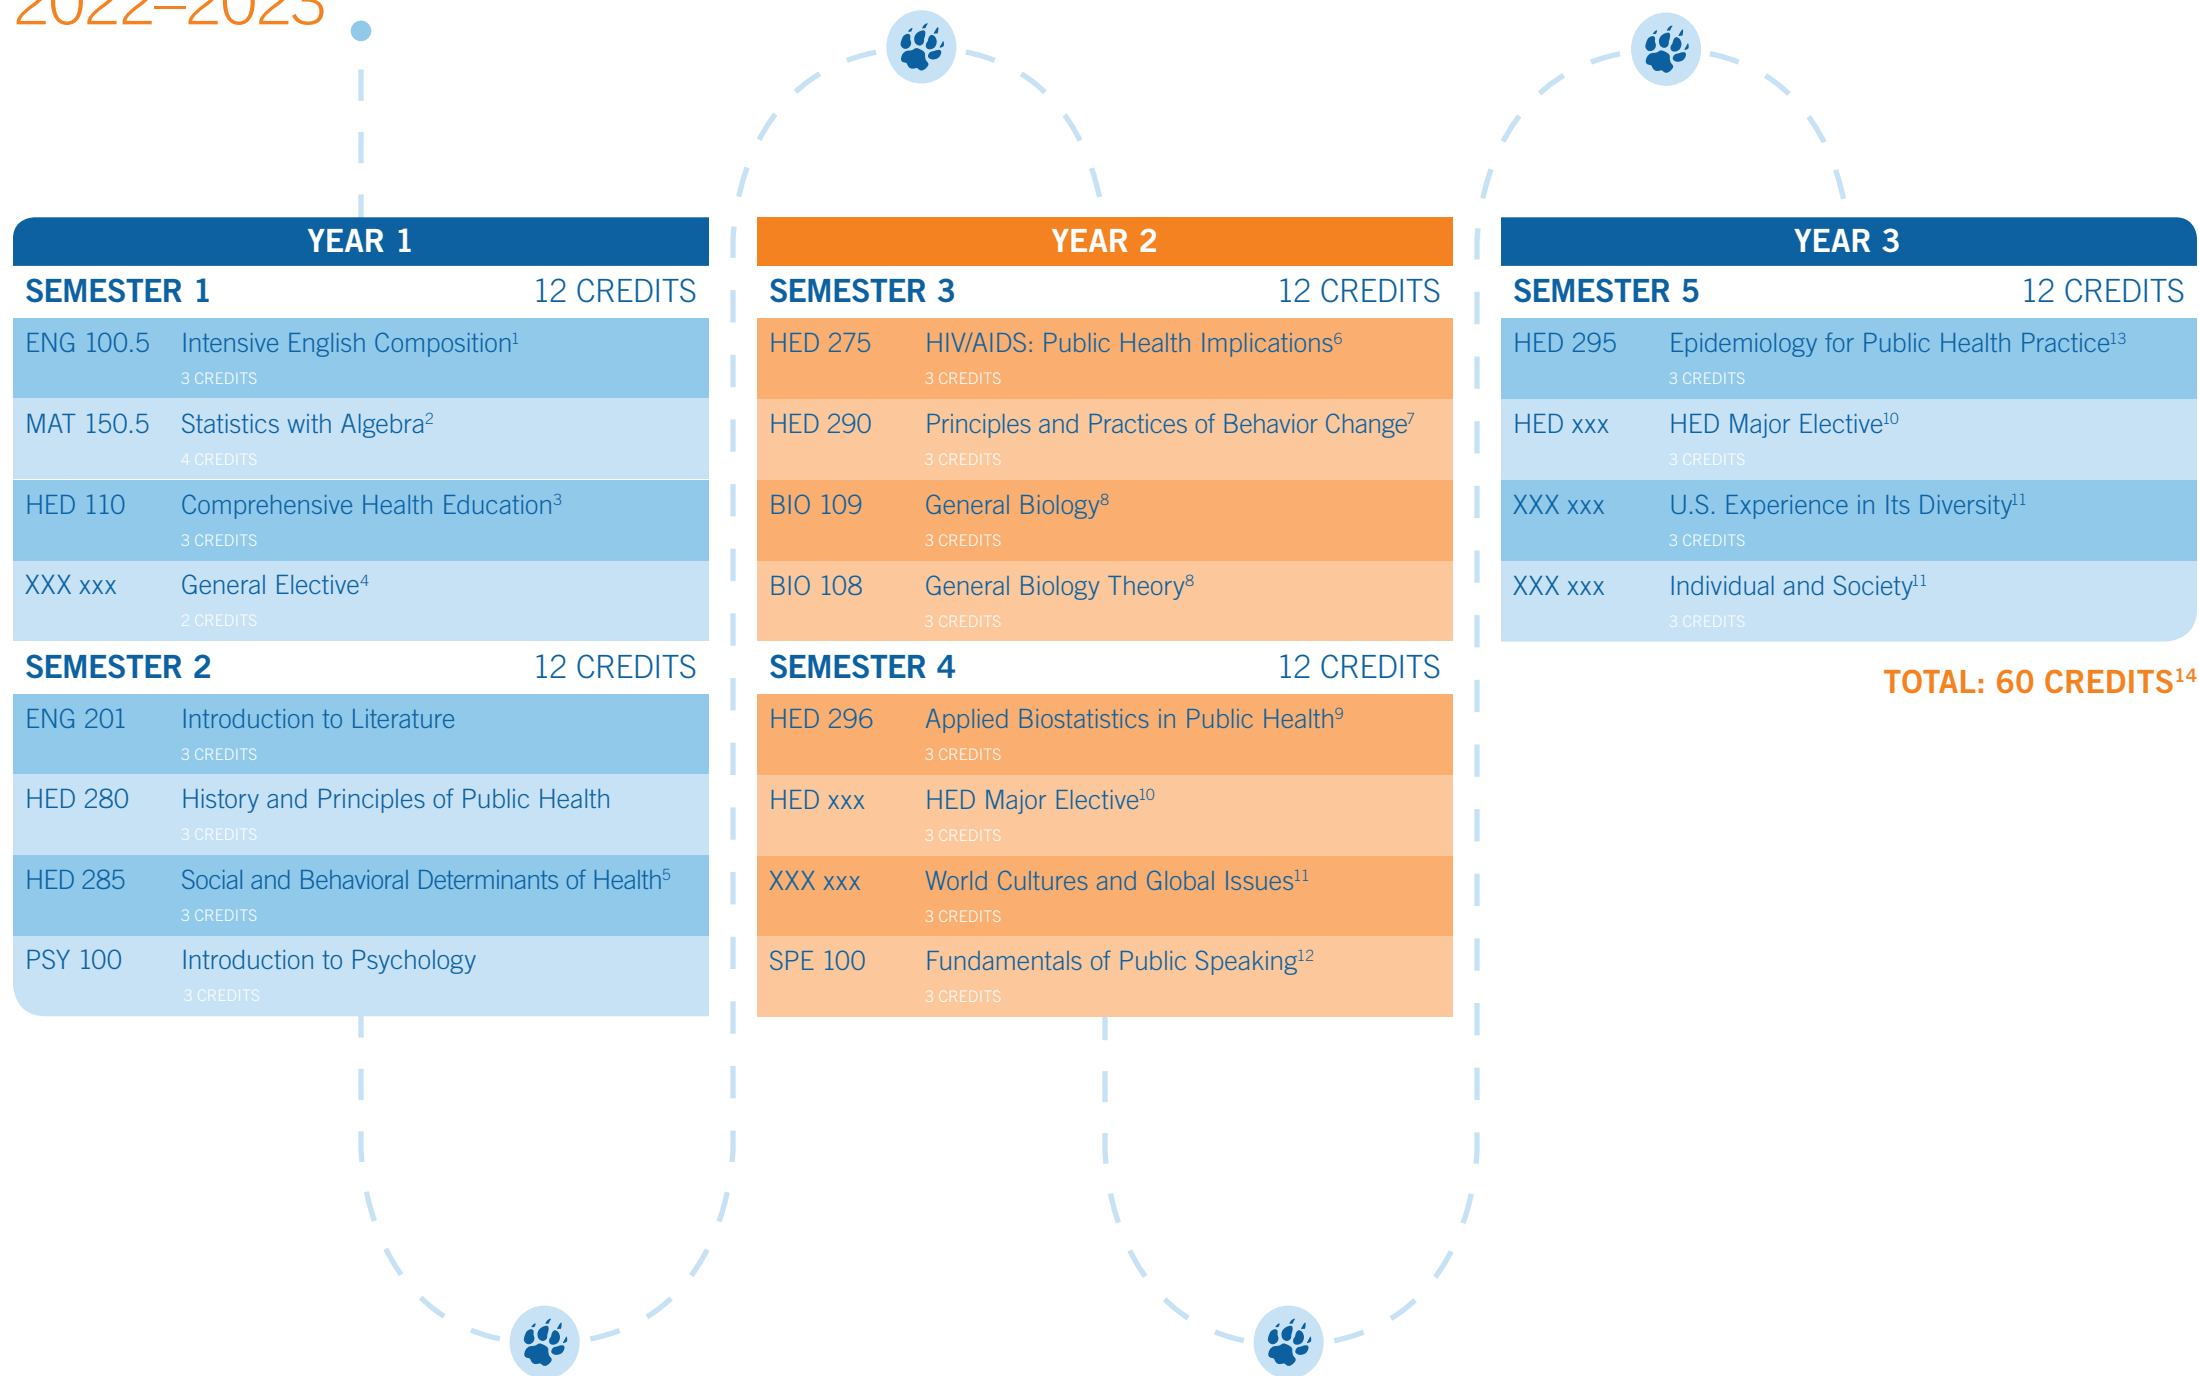 2022–2023
YEAR 1
SEMESTER 1 12 CREDITS
ENG 100.5 Intensive English Composition¹
3 CREDITS
MAT 150.5 Statistics with Algebra²
4 CREDITS
HED 110 Comprehensive Health Education³
3 CREDITS
XXX xxx General Elective⁴
2 CREDITS
SEMESTER 2 12 CREDITS
ENG 201 Introduction to Literature
3 CREDITS
HED 280 History and Principles of Public Health
3 CREDITS
HED 285 Social and Behavioral Determinants of Health⁵
3 CREDITS
PSY 100 Introduction to Psychology
3 CREDITS
YEAR 2
SEMESTER 3 12 CREDITS
HED 275 HIV/AIDS: Public Health Implications⁶
3 CREDITS
HED 290 Principles and Practices of Behavior Change⁷
3 CREDITS
BIO 109 General Biology⁸
3 CREDITS
BIO 108 General Biology Theory⁸
3 CREDITS
SEMESTER 4 12 CREDITS
HED 296 Applied Biostatistics in Public Health⁹
3 CREDITS
HED xxx HED Major Elective¹⁰
3 CREDITS
XXX xxx World Cultures and Global Issues¹¹
3 CREDITS
SPE 100 Fundamentals of Public Speaking¹²
3 CREDITS
YEAR 3
SEMESTER 5 12 CREDITS
HED 295 Epidemiology for Public Health Practice¹³
3 CREDITS
HED xxx HED Major Elective¹⁰
3 CREDITS
XXX xxx U.S. Experience in Its Diversity¹¹
3 CREDITS
XXX xxx Individual and Society¹¹
3 CREDITS
TOTAL: 60 CREDITS¹⁴